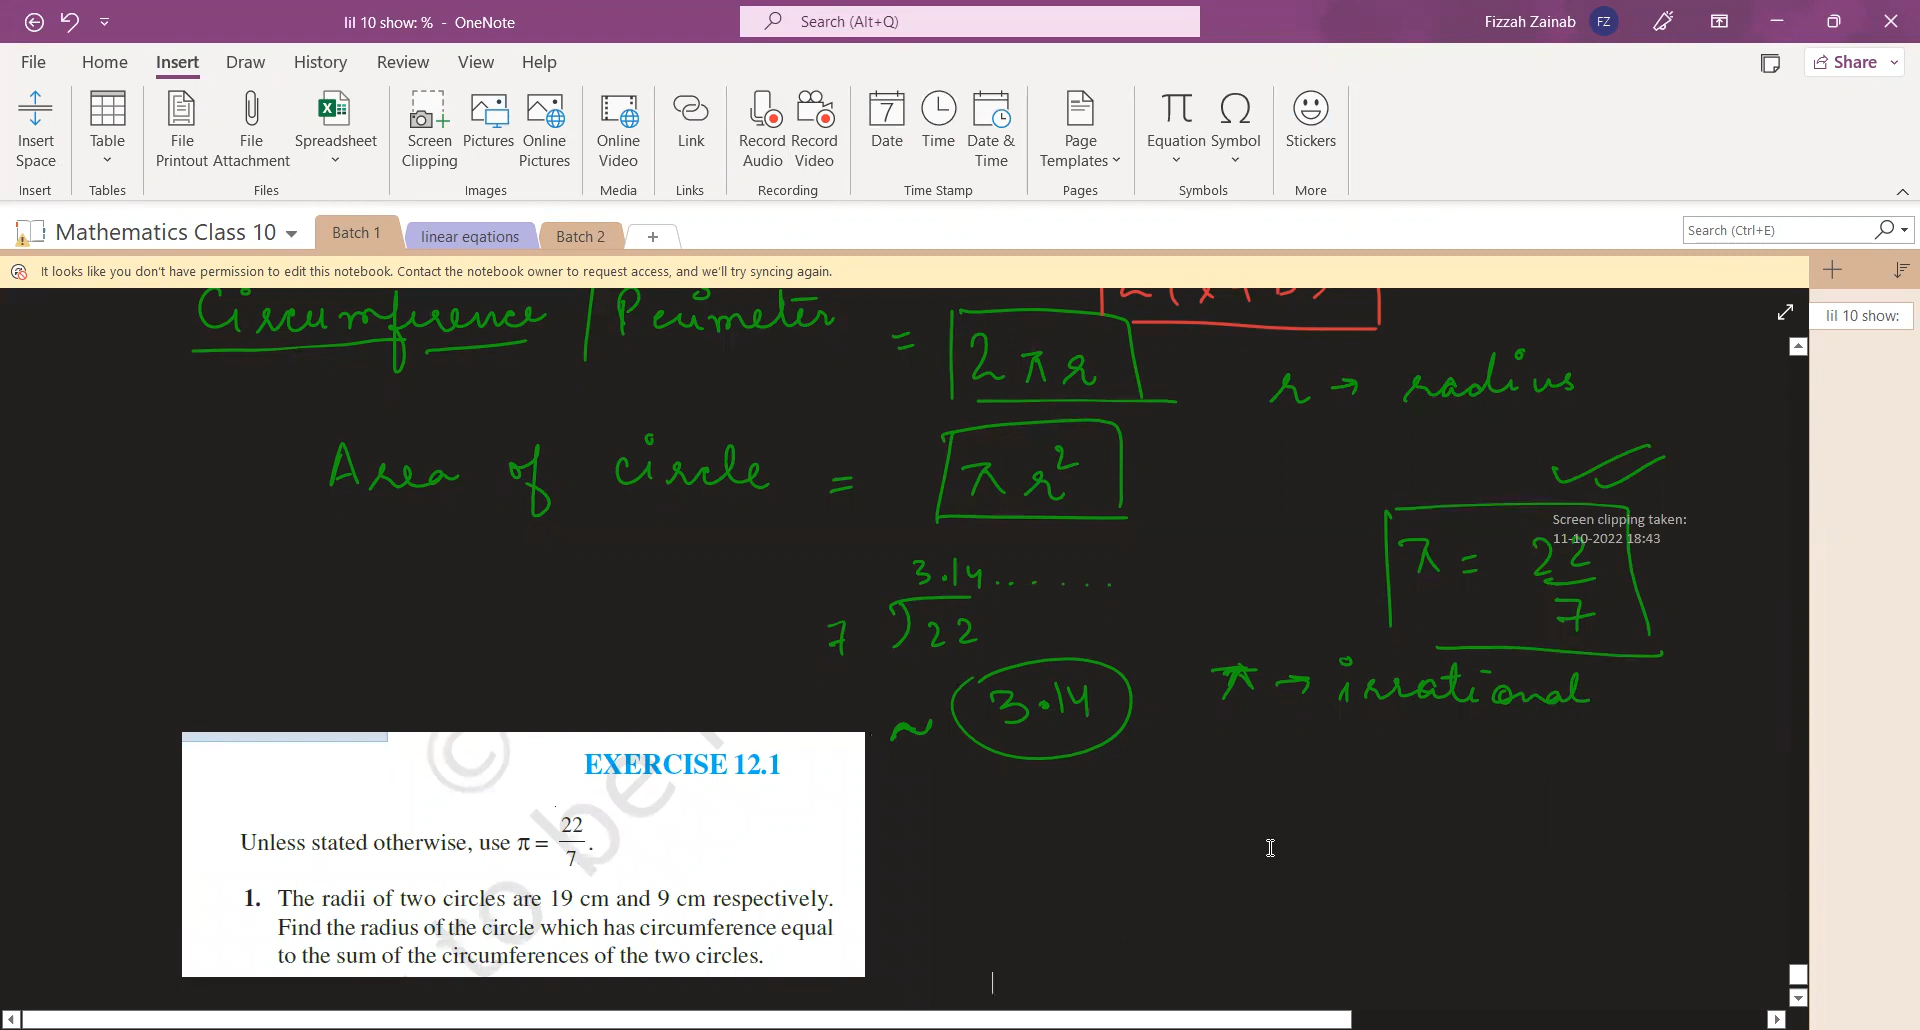 lil 10 show: % - OneNote
Search (Alt+Q)
Fizzah Zainab FZ
File Home Insert Draw History Review View Help
Share
Insert Space
Table
File Printout
File Attachment
Spreadsheet
Screen Clipping
Pictures
Online Pictures
Online Video
Link
Record Audio
Record Video
7
Date
Time
Date & Time
Page Templates
π
Equation
Ω
Symbol
Stickers
Insert Tables Files Images Media Links Recording Time Stamp Pages Symbols More
Mathematics Class 10 Batch 1 linear eqations Batch 2 +
Search (Ctrl+E)
It looks like you don't have permission to edit this notebook. Contact the notebook owner to request access, and we'll try syncing again.
lil 10 show:
Circumference | Perimeter = 2πr
r → radius
Area of circle = πr²
Screen clipping taken:
11-10-2022 18:43
π = 22/7
3.14......
7 ) 22
~ 3.14
π → irrational
©
to be
EXERCISE 12.1
Unless stated otherwise, use π = 22/7.
1. The radii of two circles are 19 cm and 9 cm respectively.
Find the radius of the circle which has circumference equal
to the sum of the circumferences of the two circles.